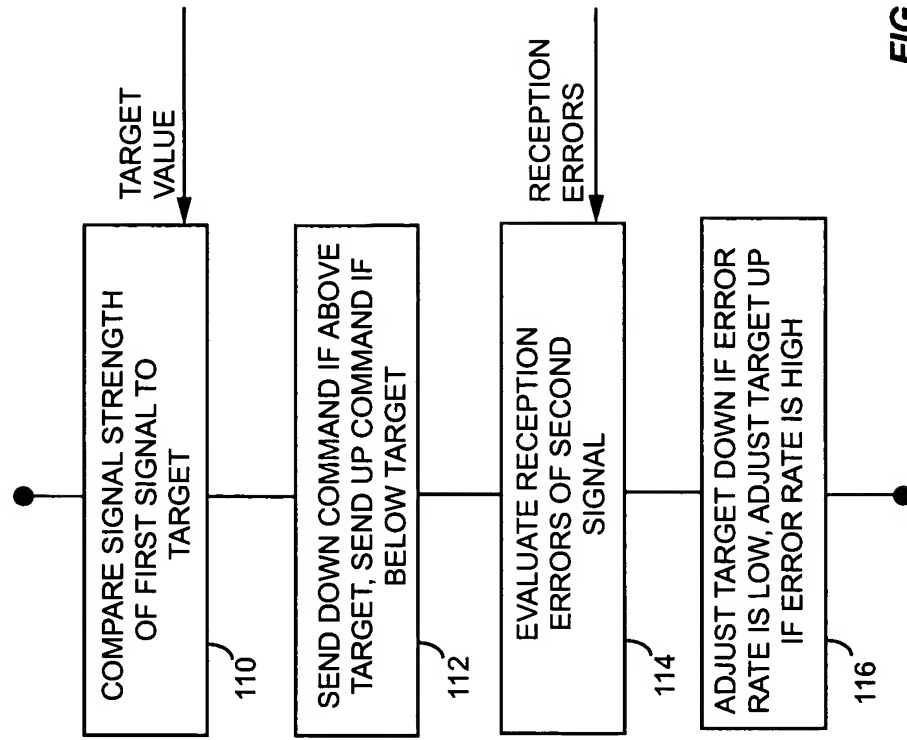 TARGET
VALUE
COMPARE SIGNAL STRENGTH
OF FIRST SIGNAL TO
TARGET
110
SEND DOWN COMMAND IF ABOVE
TARGET, SEND UP COMMAND IF
BELOW TARGET
112
RECEPTION
ERRORS
EVALUATE RECEPTION
ERRORS OF SECOND
SIGNAL
114
ADJUST TARGET DOWN IF ERROR
RATE IS LOW, ADJUST TARGET UP
IF ERROR RATE IS HIGH
116
FIG